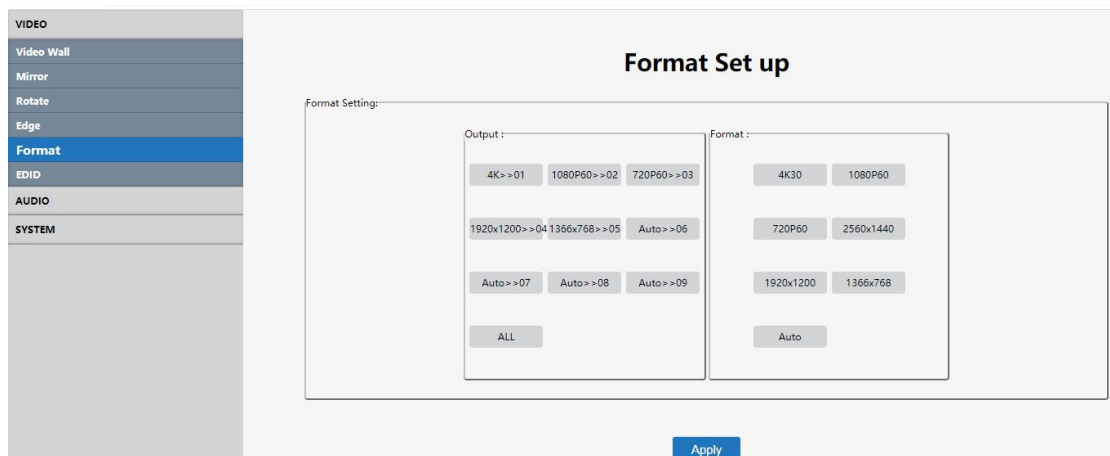 VIDEO
Video Wall
Mirror
Rotate
Edge
Format
EDID
AUDIO
SYSTEM
Format Set up
Format Setting:
Output :
4K>>01 1080P60>>02 720P60>>03
1920x1200>>04 1366x768>>05 Auto>>06
Auto>>07 Auto>>08 Auto>>09
ALL
Format :
4K30 1080P60
720P60 2560x1440
1920x1200 1366x768
Auto
Apply